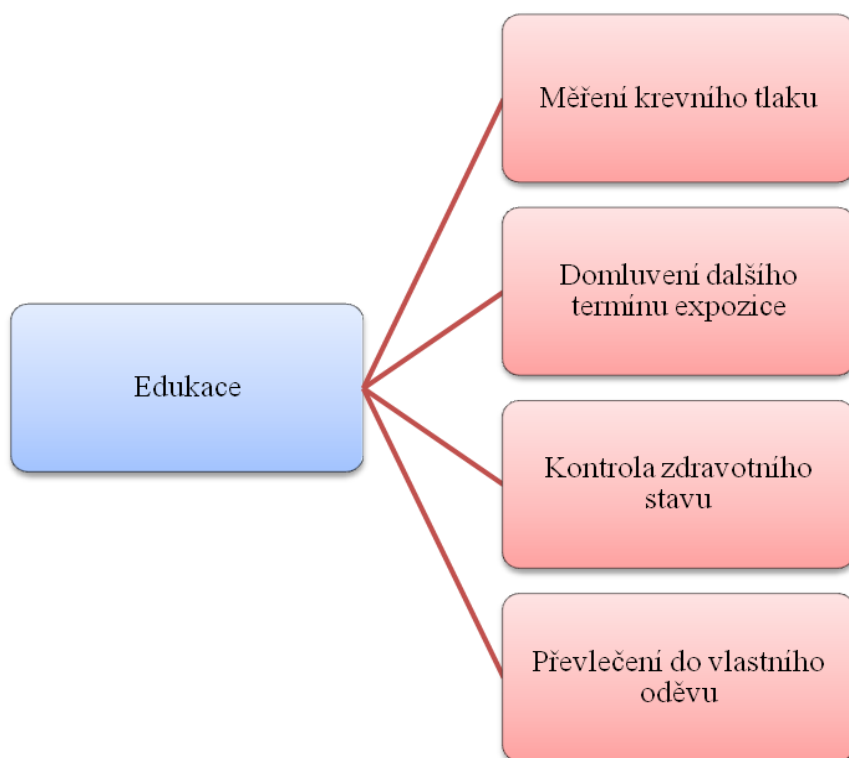 Měření krevního tlaku
Domluvení dalšího
termínu expozice
Edukace
Kontrola zdravotního
stavu
Převlečení do vlastního
oděvu